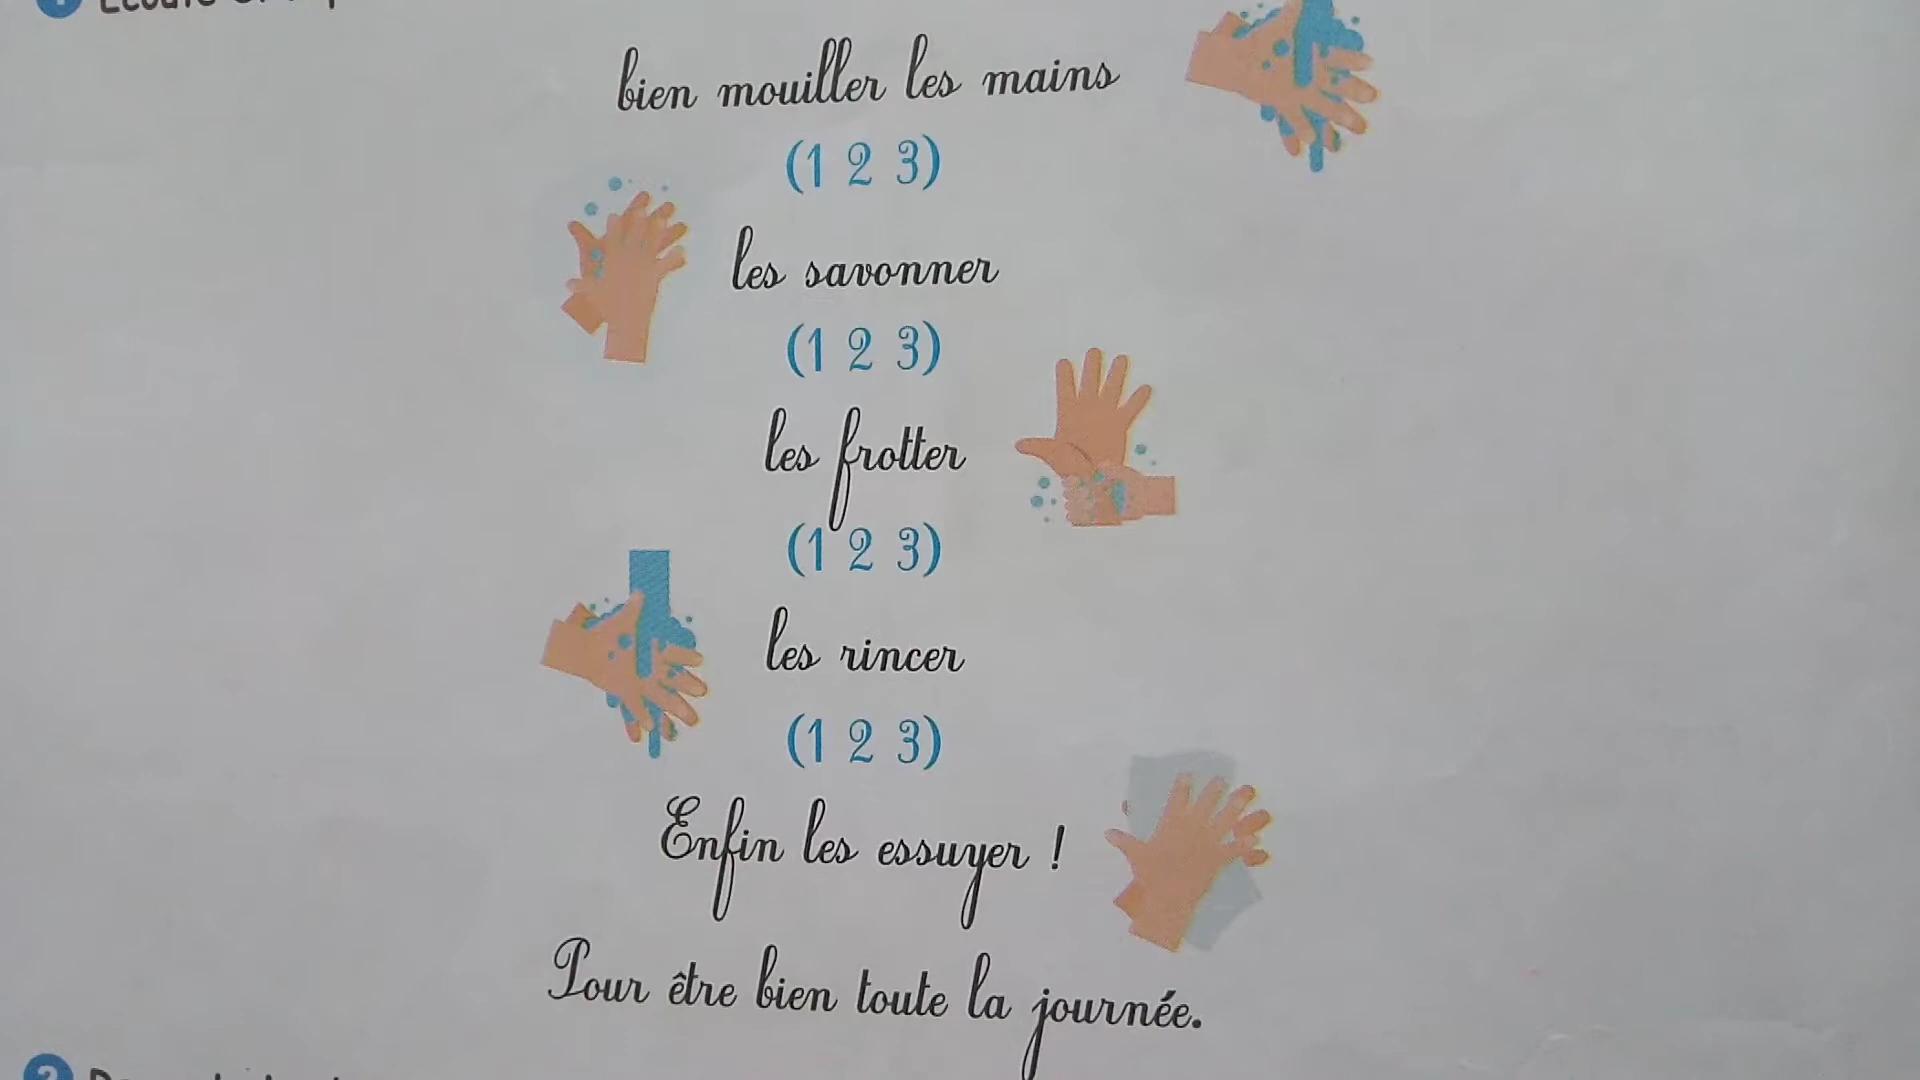 bien mouiller les mains
(1 2 3)
les savonner
(1 2 3)
les frotter
(1 2 3)
les rincer
(1 2 3)
Enfin les essuyer !
Pour être bien toute la journée.
2